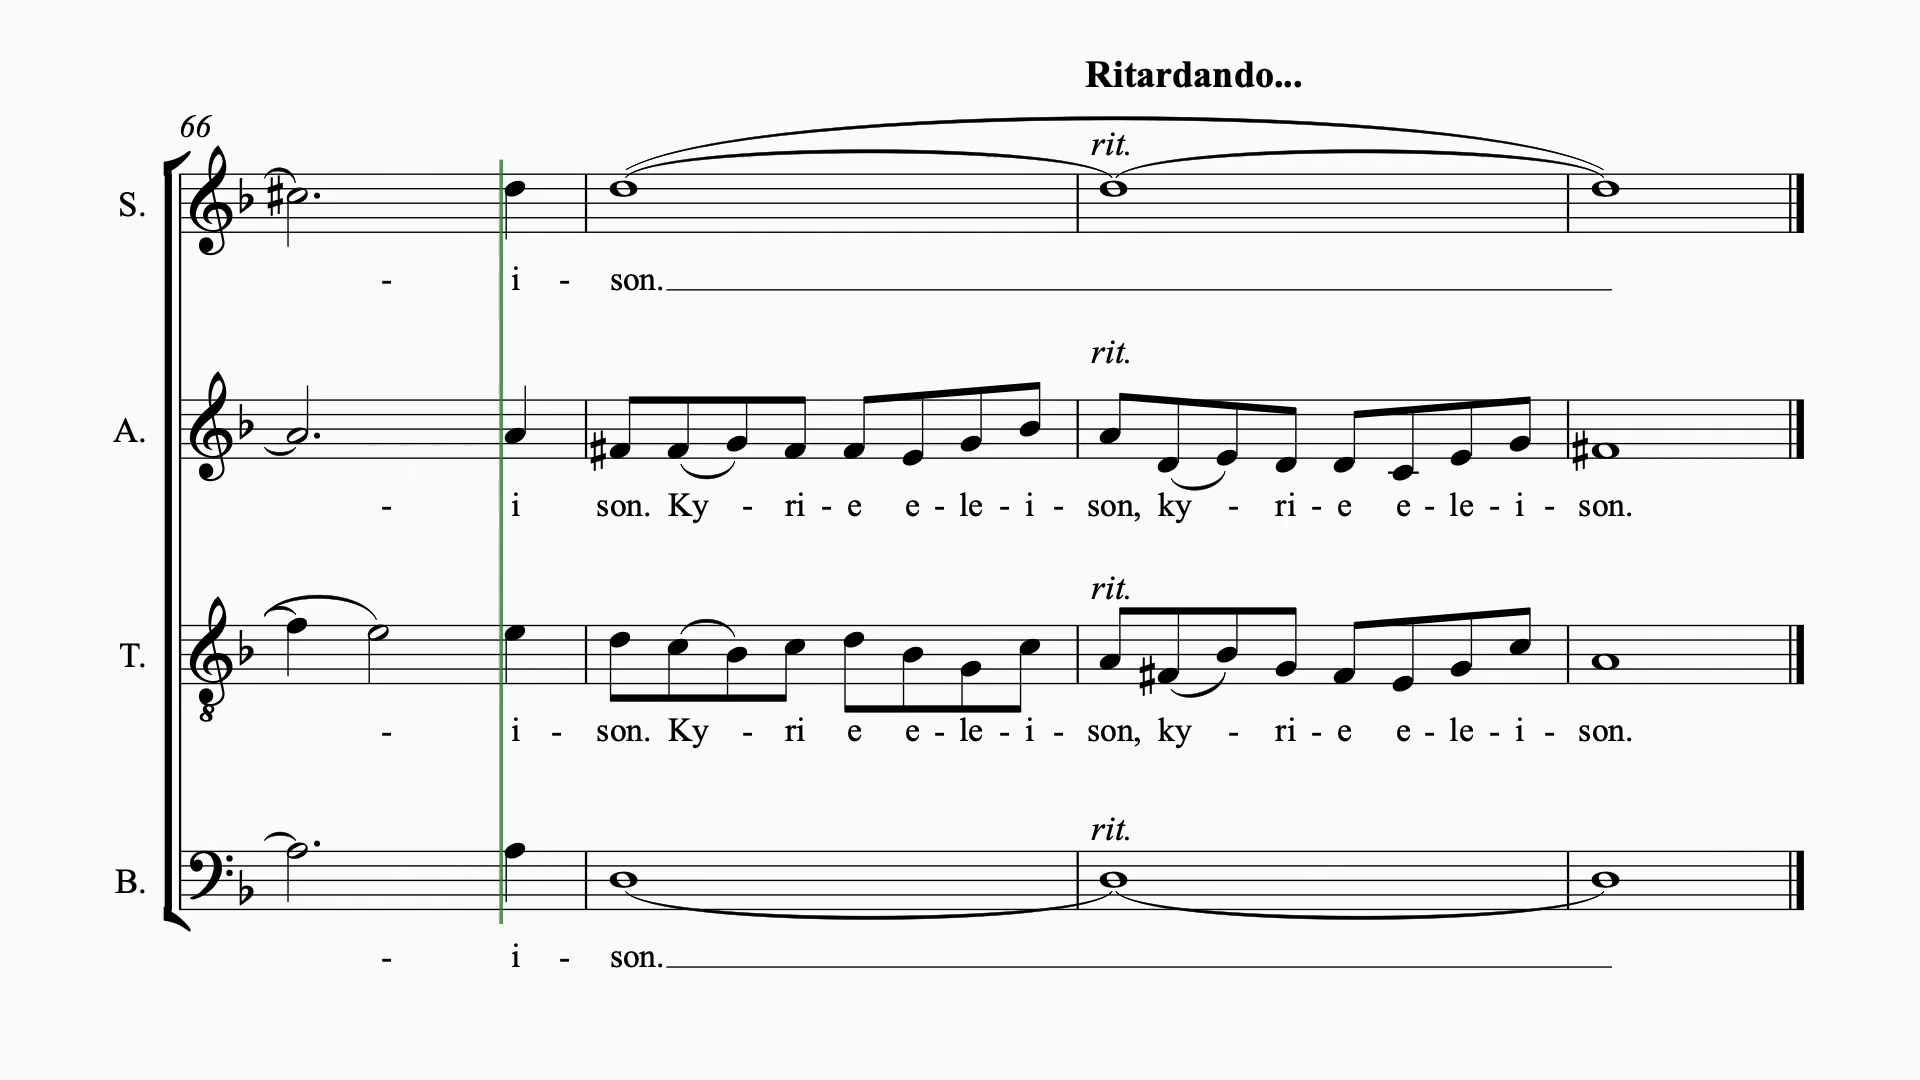 Ritardando...
66
rit.
S.
- i - son.
rit.
A.
- i son. Ky - ri - e e - le - i - son, ky - ri - e e - le - i - son.
rit.
T.
8
- i - son. Ky - ri e e - le - i - son, ky - ri - e e - le - i - son.
rit.
B.
- i - son.